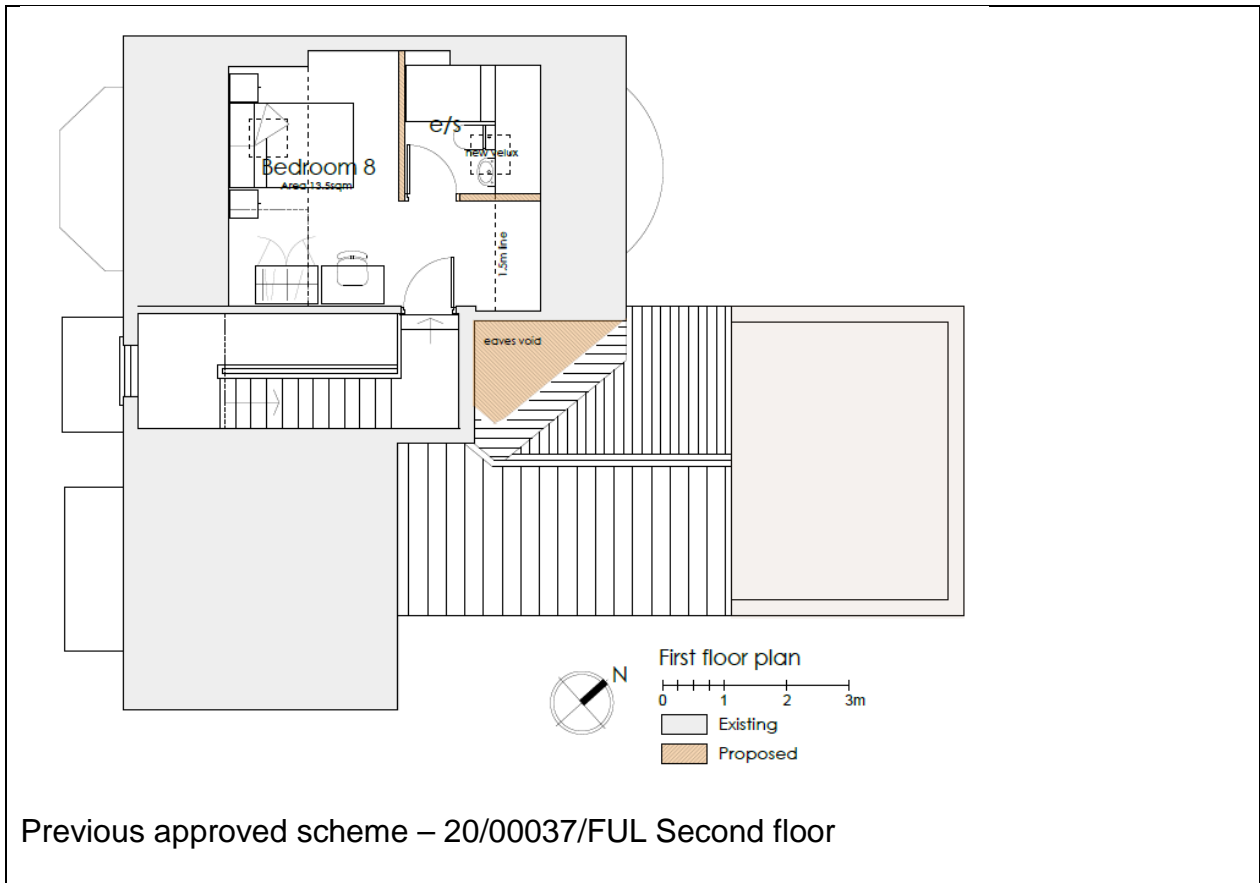 e/s
new velux
Bedroom 8
Area 13.5sqm
1.5m line
eaves void
First floor plan
N
0 1 2 3m
Existing
Proposed
Previous approved scheme – 20/00037/FUL Second floor